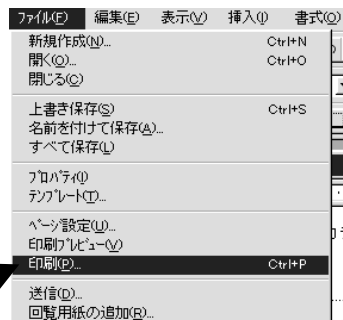 ファイル(F) 編集(E) 表示(V) 挿入(I) 書式(O)
新規作成(N)... Ctrl+N
開く(O)... Ctrl+O
閉じる(C)
上書き保存(S) Ctrl+S
名前を付けて保存(A)...
すべて保存(L)
プロパティ(I)
テンプレート(T)...
ページ設定(U)...
印刷プレビュー(V)
印刷(P)... Ctrl+P
送信(D)...
回覧用紙の追加(R)...